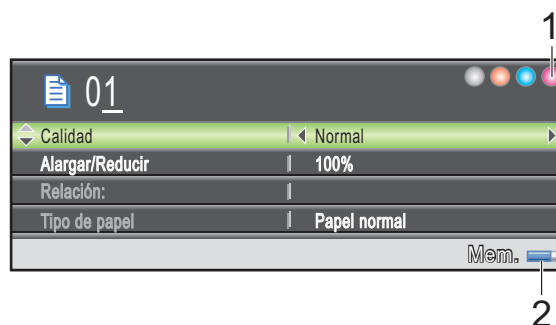 1
01
Calidad Normal
Alargar/Reducir 100%
Relación:
Tipo de papel Papel normal
Mem.
2